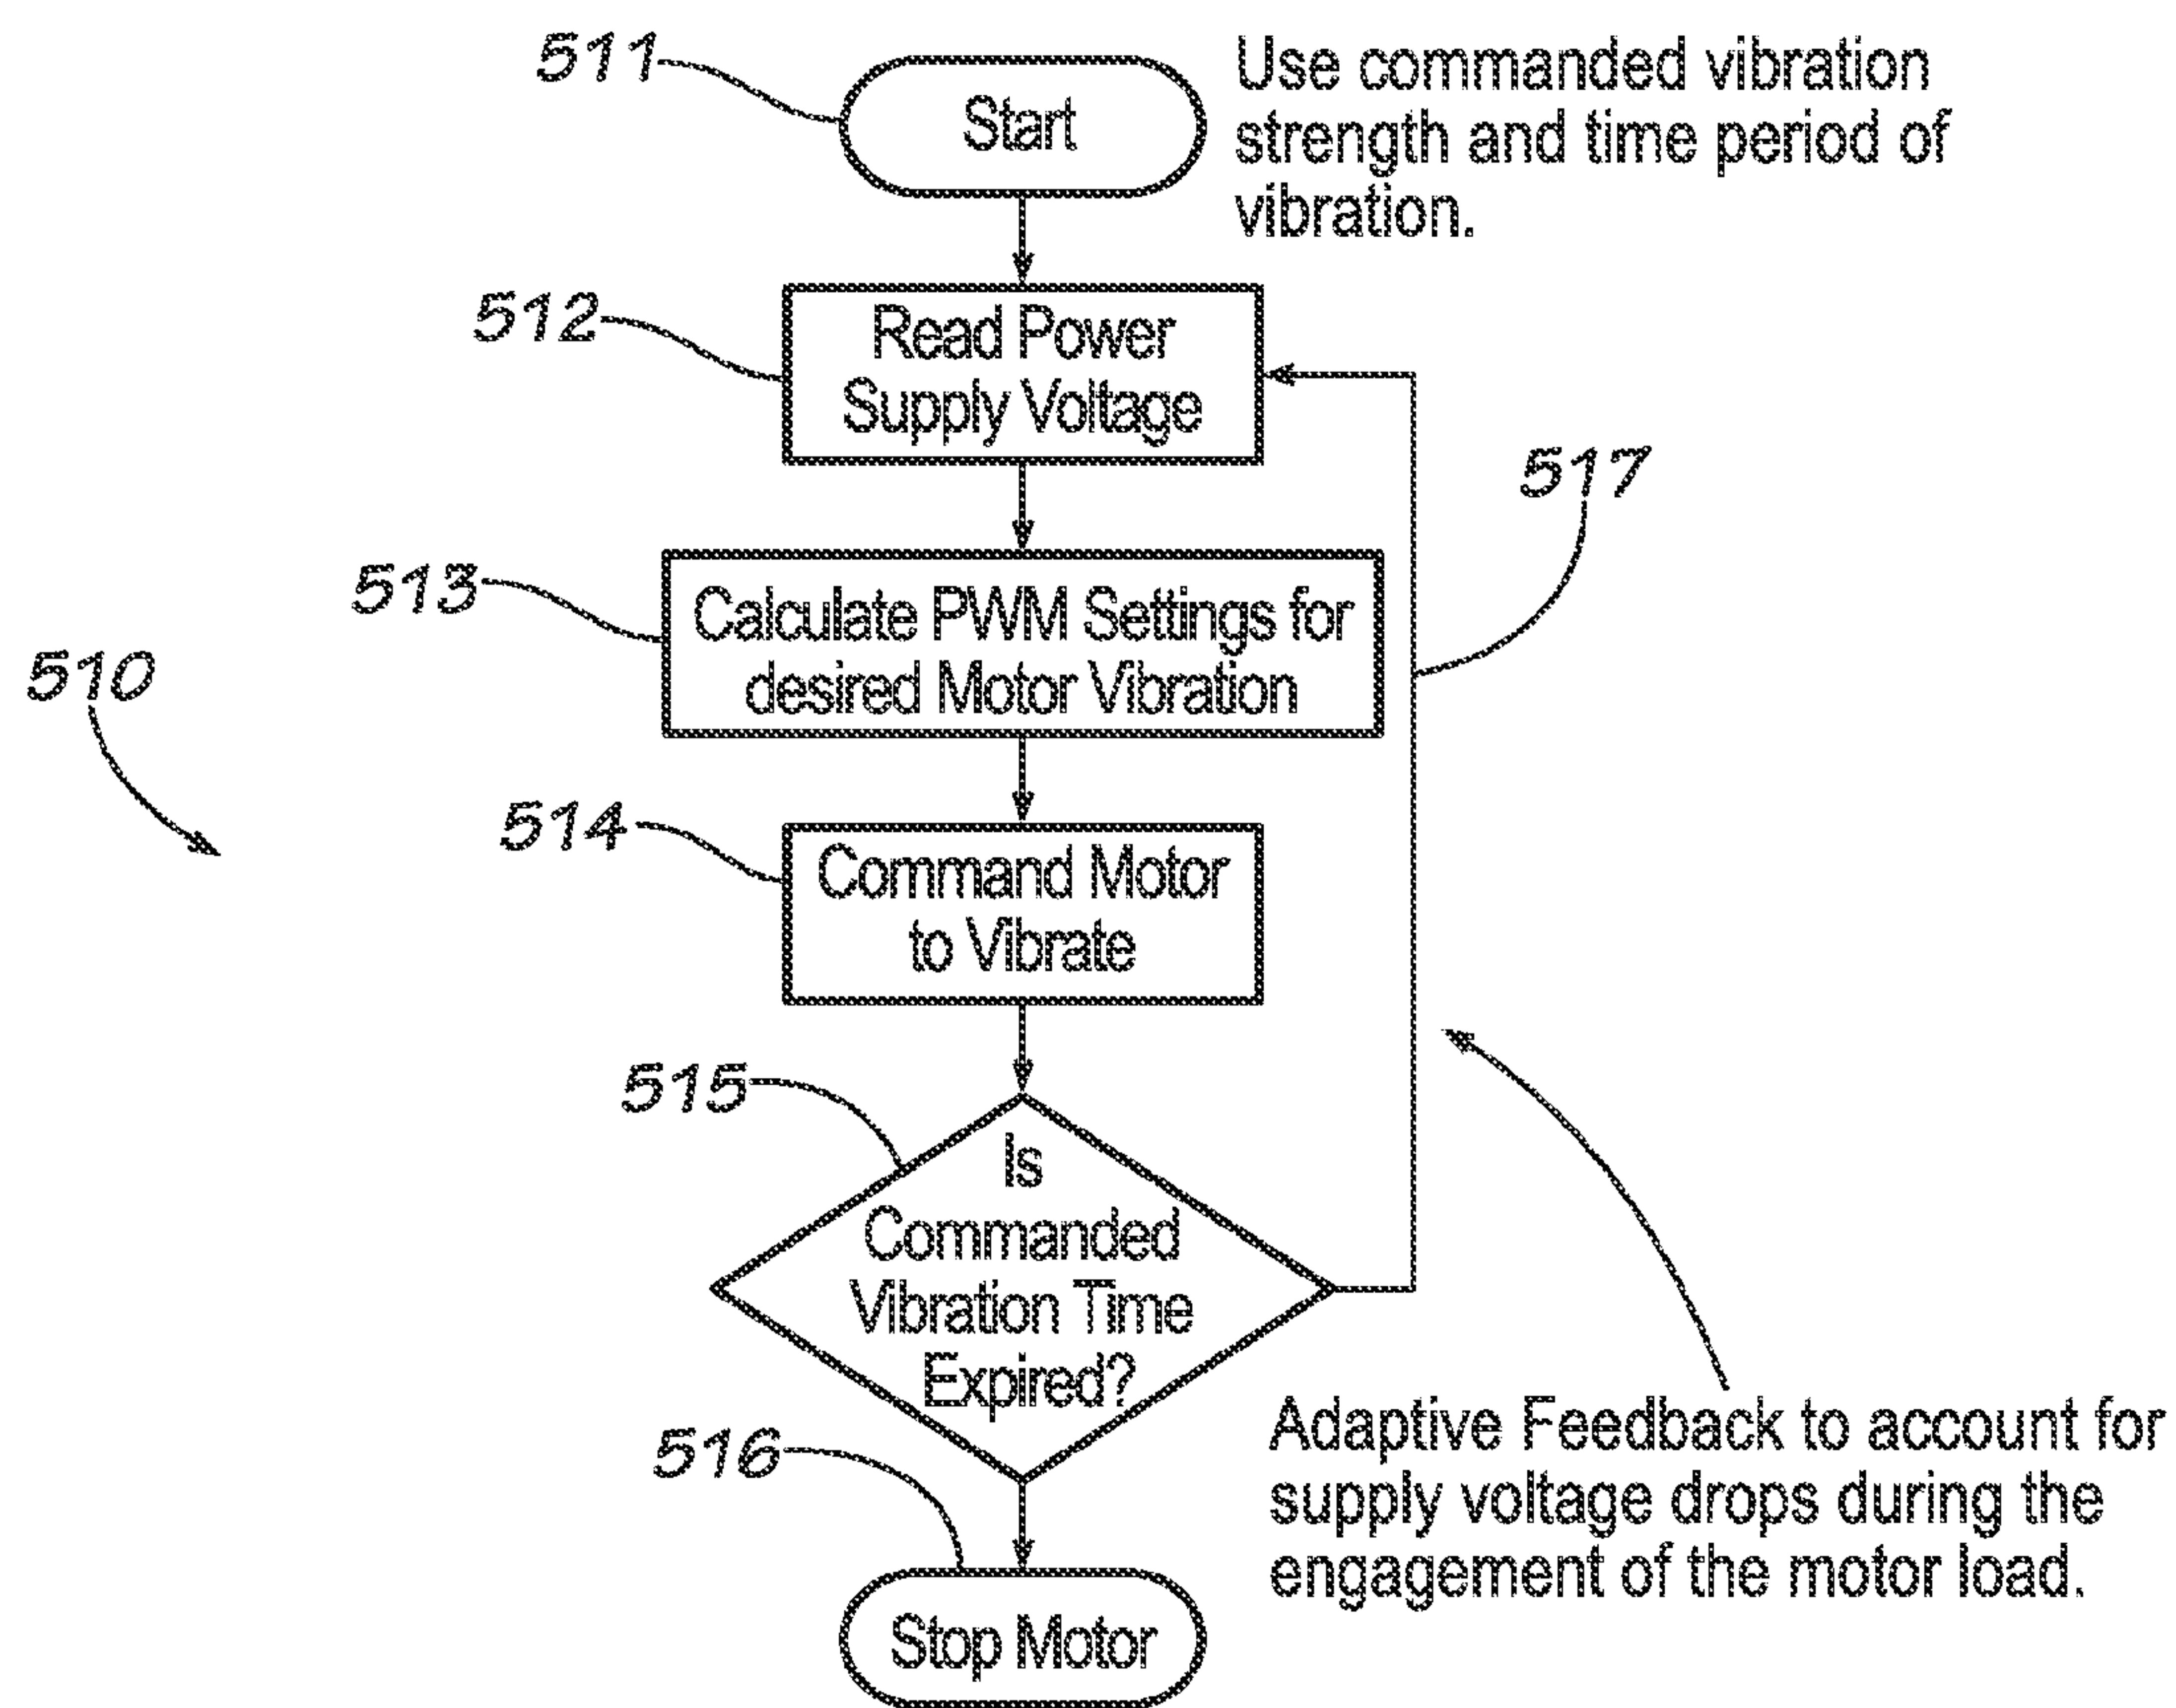 511
Start
Use commanded vibration
strength and time period of
vibration.
512
Read Power
Supply Voltage
517
513
Calculate PWM Settings for
desired Motor Vibration
510
514
Command Motor
to Vibrate
515
Is
Commanded
Vibration Time
Expired?
516
Adaptive Feedback to account for
supply voltage drops during the
engagement of the motor load.
Stop Motor